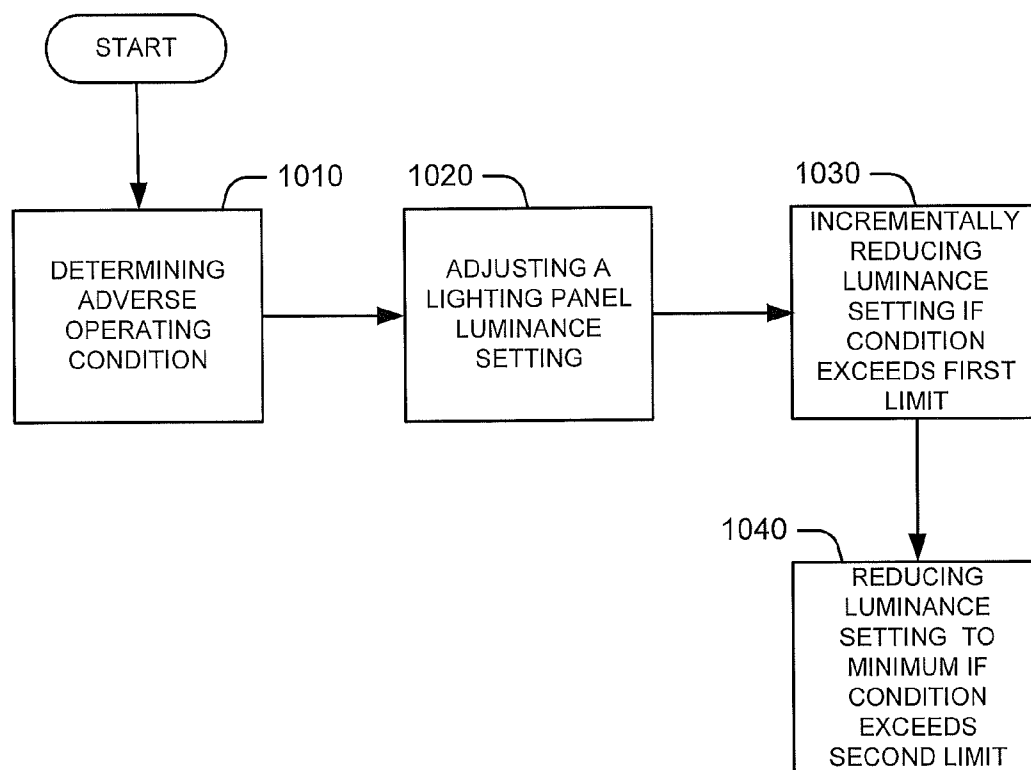 START
1010
DETERMINING
ADVERSE
OPERATING
CONDITION
1020
ADJUSTING A
LIGHTING PANEL
LUMINANCE
SETTING
1030
INCREMENTALLY
REDUCING
LUMINANCE
SETTING IF
CONDITION
EXCEEDS FIRST
LIMIT
1040
REDUCING
LUMINANCE
SETTING TO
MINIMUM IF
CONDITION
EXCEEDS
SECOND LIMIT